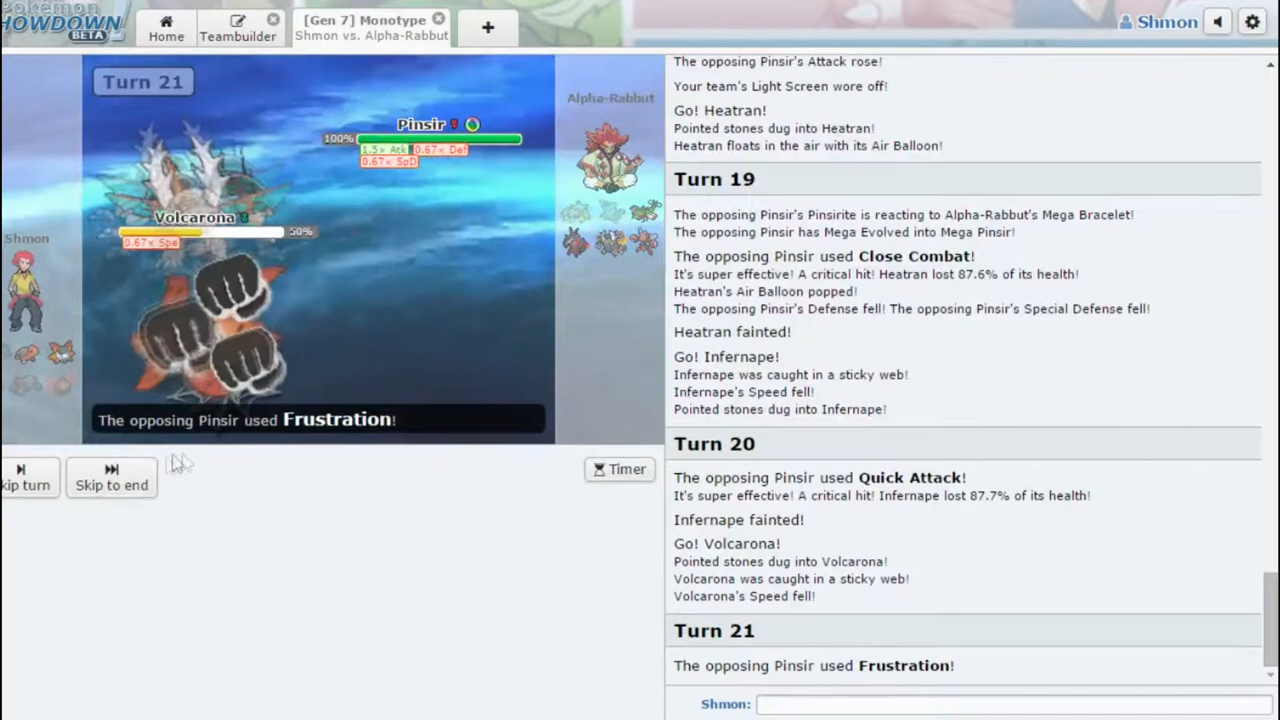 Pokémon
HOWDOWN
BETA
Home
Teambuilder
[Gen 7] Monotype
Shmon vs. Alpha-Rabbut
+
Shmon
Turn 21
Pinsir
100%
1.5× Atk 0.67× Def
0.67× SpD
Volcarona
50%
0.67× Spe
Shmon
Alpha-Rabbut
The opposing Pinsir used Frustration!
kip turn
Skip to end
Timer
The opposing Pinsir's Attack rose!
Your team's Light Screen wore off!
Go! Heatran!
Pointed stones dug into Heatran!
Heatran floats in the air with its Air Balloon!
Turn 19
The opposing Pinsir's Pinsirite is reacting to Alpha-Rabbut's Mega Bracelet!
The opposing Pinsir has Mega Evolved into Mega Pinsir!
The opposing Pinsir used Close Combat!
It's super effective! A critical hit! Heatran lost 87.6% of its health!
Heatran's Air Balloon popped!
The opposing Pinsir's Defense fell! The opposing Pinsir's Special Defense fell!
Heatran fainted!
Go! Infernape!
Infernape was caught in a sticky web!
Infernape's Speed fell!
Pointed stones dug into Infernape!
Turn 20
The opposing Pinsir used Quick Attack!
It's super effective! A critical hit! Infernape lost 87.7% of its health!
Infernape fainted!
Go! Volcarona!
Pointed stones dug into Volcarona!
Volcarona was caught in a sticky web!
Volcarona's Speed fell!
Turn 21
The opposing Pinsir used Frustration!
Shmon: